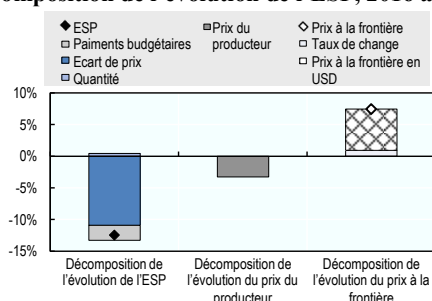 composition de l'évolution de l'ESP, 2018 à
ESP
Paiments budgétaires
Ecart de prix
Quantité
Prix du
producteur
Prix à la frontière
Taux de change
Prix à la frontière en
USD
10%
5%
0%
-5%
-10%
-15%
Décomposition de
l'évolution de l'ESP
Décomposition de
l'évolution du prix du
producteur
Décomposition de
l'évolution du prix à la
frontière